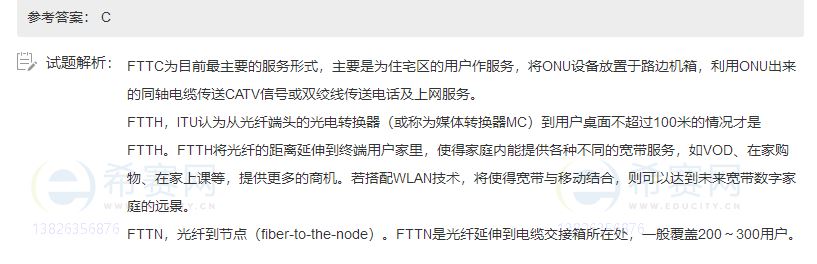 参考答案： C
试题解析： FTTC为目前最主要的服务形式，主要是为住宅区的用户作服务，将ONU设备放置于路边机箱，利用ONU出来
的同轴电缆传送CATV信号或双绞线传送电话及上网服务。
FTTH，ITU认为从光纤端头的光电转换器（或称为媒体转换器MC）到用户桌面不超过100米的情况才是
FTTH。FTTH将光纤的距离延伸到终端用户家里，使得家庭内能提供各种不同的宽带服务，如VOD、在家购
物、在家上课等，提供更多的商机。若搭配WLAN技术，将使得宽带与移动结合，则可以达到未来宽带数字家
庭的远景。
FTTN，光纤到节点（fiber-to-the-node）。FTTN是光纤延伸到电缆交接箱所在处，一般覆盖200～300用户。
希赛网
WWW.EDUCITY.CN
13826356876
希赛网
WWW.EDUCITY.CN
13826356876